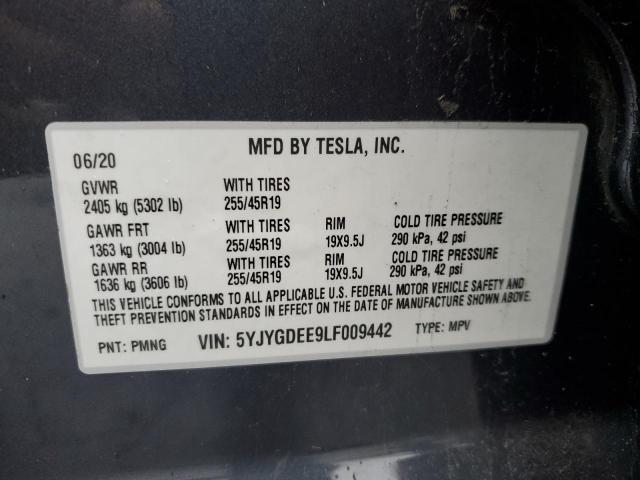 MFD BY TESLA, INC.
06/20
GVWR WITH TIRES
2405 kg (5302 lb) 255/45R19
GAWR FRT WITH TIRES RIM COLD TIRE PRESSURE
1363 kg (3004 lb) 255/45R19 19X9.5J 290 kPa, 42 psi
GAWR RR WITH TIRES RIM COLD TIRE PRESSURE
1636 kg (3606 lb) 255/45R19 19X9.5J 290 kPa, 42 psi
THIS VEHICLE CONFORMS TO ALL APPLICABLE U.S. FEDERAL MOTOR VEHICLE SAFETY AND
THEFT PREVENTION STANDARDS IN EFFECT ON THE DATE OF MANUFACTURE SHOWN ABOVE.
PNT: PMNG VIN: 5YJYGDEE9LF009442 TYPE: MPV